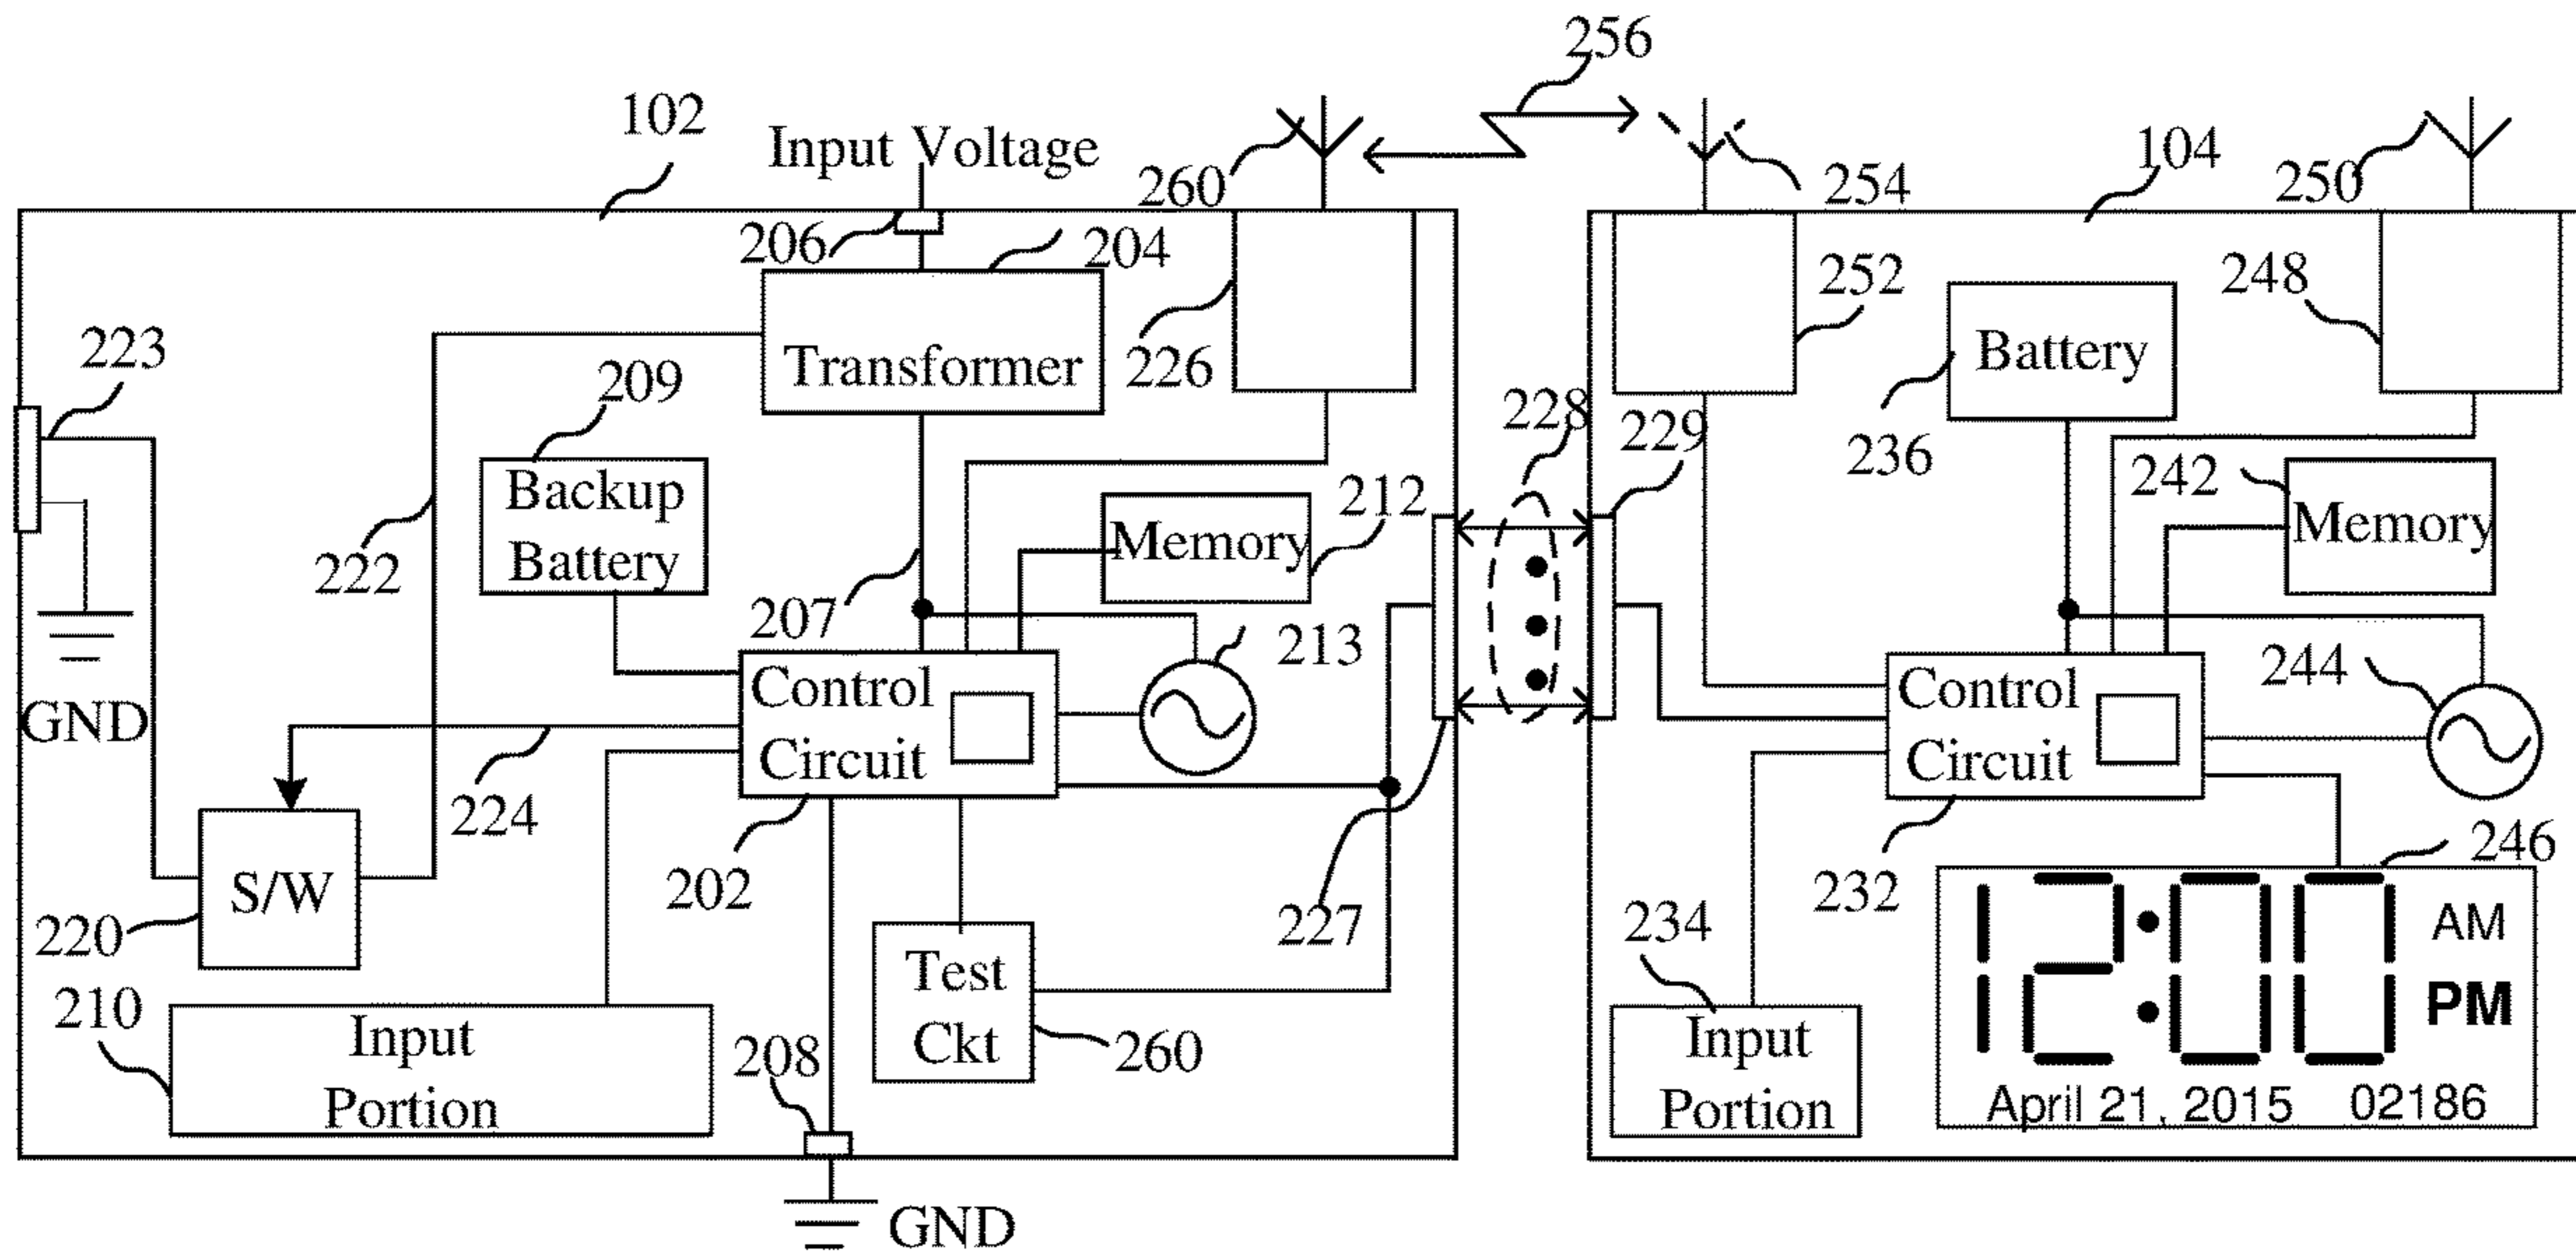 256
102
Input Voltage
260
254
104
250
206
204
226
252
248
223
209
Transformer
Battery
236
228
229
222
Backup
Battery
207
Memory
212
242
Memory
GND
Control
Circuit
213
Control
Circuit
244
224
202
227
232
246
S/W
220
12:00
AM
PM
April 21, 2015
02186
234
Input
Portion
210
Input
Portion
208
Test
Ckt
260
GND